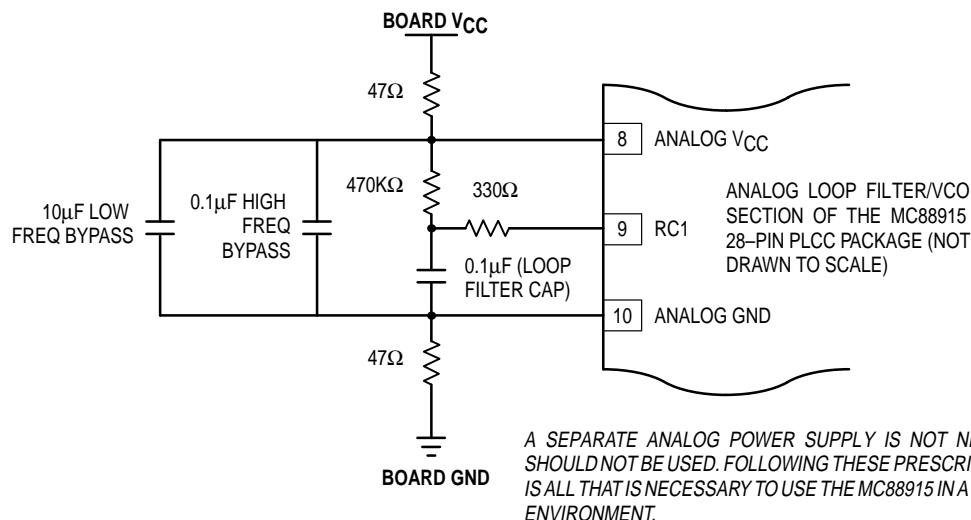 BOARD VCC
47Ω
8 ANALOG VCC
470KΩ
330Ω
10µF LOW
FREQ BYPASS
0.1µF HIGH
FREQ
BYPASS
9 RC1
ANALOG LOOP FILTER/VCO
SECTION OF THE MC88915
28–PIN PLCC PACKAGE (NOT
DRAWN TO SCALE)
0.1µF (LOOP
FILTER CAP)
10 ANALOG GND
47Ω
BOARD GND
A SEPARATE ANALOG POWER SUPPLY IS NOT
SHOULD NOT BE USED. FOLLOWING THESE
IS ALL THAT IS NECESSARY TO USE THE MC88915 IN A
ENVIRONMENT.